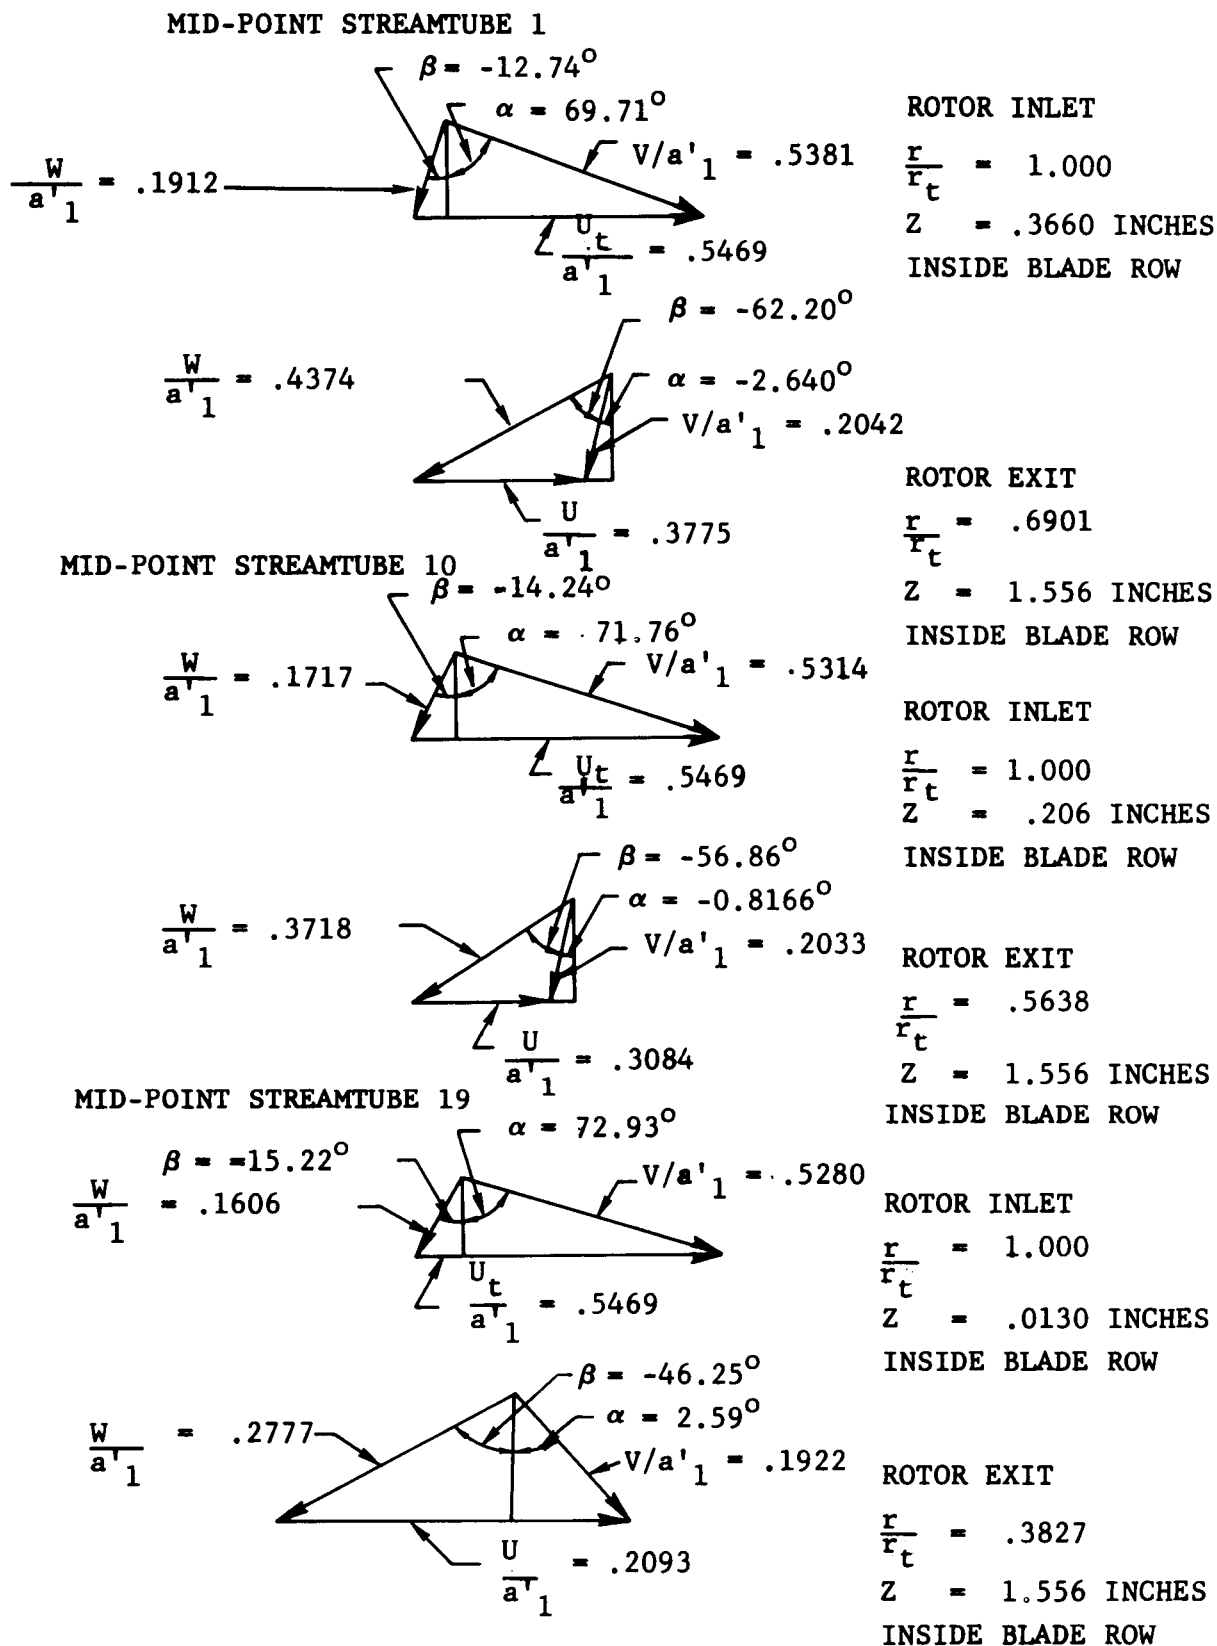 MID-POINT STREAMTUBE 1
β = -12.74°
α = 69.71°
W/a'1 = .1912
V/a'1 = .5381
Ut/a'1 = .5469
ROTOR INLET
r/rt = 1.000
Z = .3660 INCHES
INSIDE BLADE ROW
β = -62.20°
W/a'1 = .4374
α = -2.640°
V/a'1 = .2042
U/a'1 = .3775
ROTOR EXIT
r/rt = .6901
Z = 1.556 INCHES
INSIDE BLADE ROW
MID-POINT STREAMTUBE 10
β = -14.24°
α = 71.76°
W/a'1 = .1717
V/a'1 = .5314
Ut/a'1 = .5469
ROTOR INLET
r/rt = 1.000
Z = .206 INCHES
INSIDE BLADE ROW
β = -56.86°
α = -0.8166°
W/a'1 = .3718
V/a'1 = .2033
U/a'1 = .3084
ROTOR EXIT
r/rt = .5638
Z = 1.556 INCHES
INSIDE BLADE ROW
MID-POINT STREAMTUBE 19
α = 72.93°
β = =15.22°
W/a'1 = .1606
V/a'1 = .5280
Ut/a'1 = .5469
ROTOR INLET
r/rt = 1.000
Z = .0130 INCHES
INSIDE BLADE ROW
β = -46.25°
α = 2.59°
W/a'1 = .2777
V/a'1 = .1922
U/a'1 = .2093
ROTOR EXIT
r/rt = .3827
Z = 1.556 INCHES
INSIDE BLADE ROW